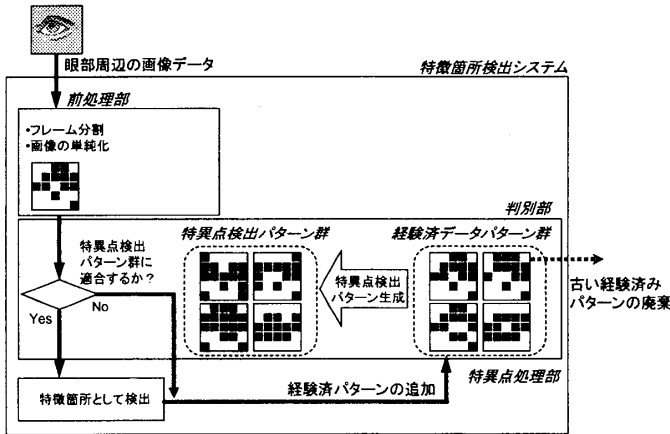 眼部周辺の画像データ
特徴箇所検出システム
前処理部
・フレーム分割
・画像の単純化
判別部
特異点検出
パターン群に
適合するか？
特異点検出パターン群
経験済データパターン群
特異点検出
パターン生成
古い経験済み
パターンの廃棄
Yes
No
特徴箇所として検出
経験済パターンの追加
特異点処理部